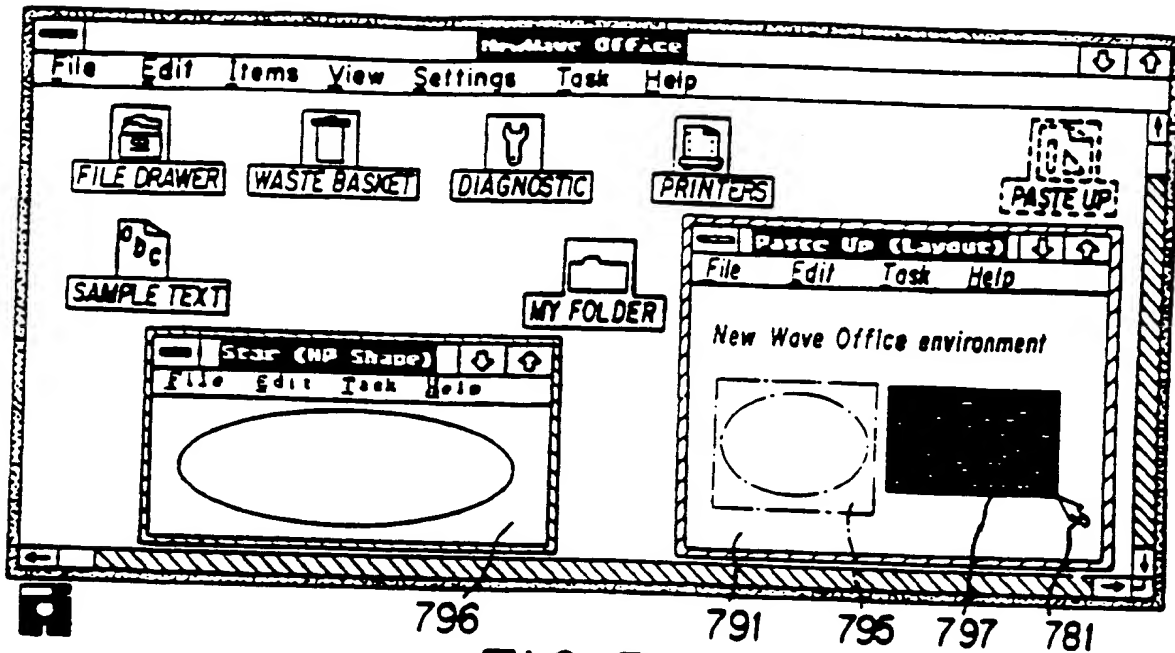 NewWave Office
File Edit Items View Settings Task Help
FILE DRAWER WASTE BASKET DIAGNOSTIC PRINTERS PASTE UP
abc
SAMPLE TEXT MY FOLDER
Paste Up (Layout)
File Edit Task Help
New Wave Office environment
Star (HP Shape)
File Edit Task Help
796 791 795 797 781